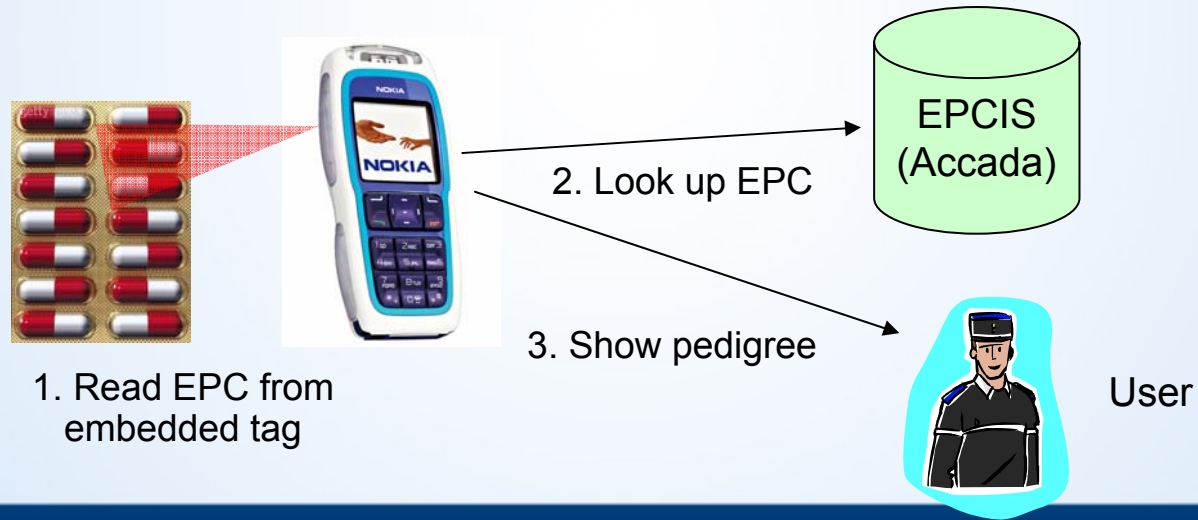 NOKIA
NOKIA
EPCIS
(Accada)
2. Look up EPC
3. Show pedigree
1. Read EPC from
embedded tag
User